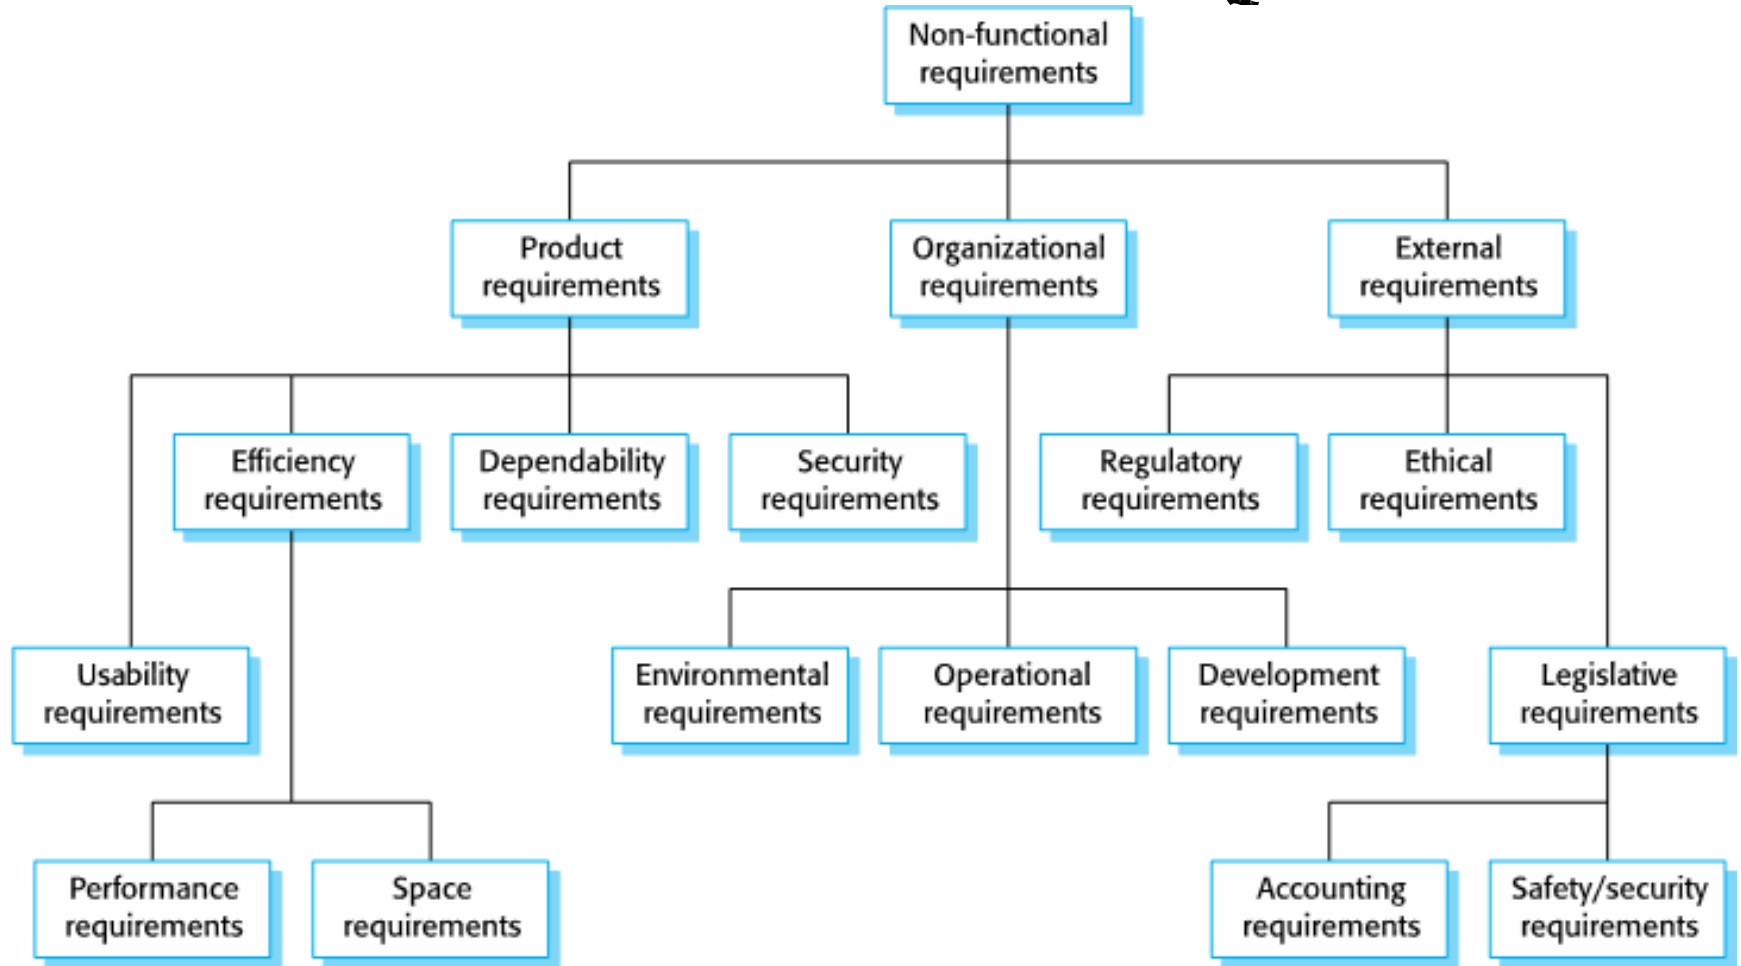 Non-functional
requirements
Product
requirements
Organizational
requirements
External
requirements
Efficiency
requirements
Dependability
requirements
Security
requirements
Regulatory
requirements
Ethical
requirements
Usability
requirements
Environmental
requirements
Operational
requirements
Development
requirements
Legislative
requirements
Performance
requirements
Space
requirements
Accounting
requirements
Safety/security
requirements